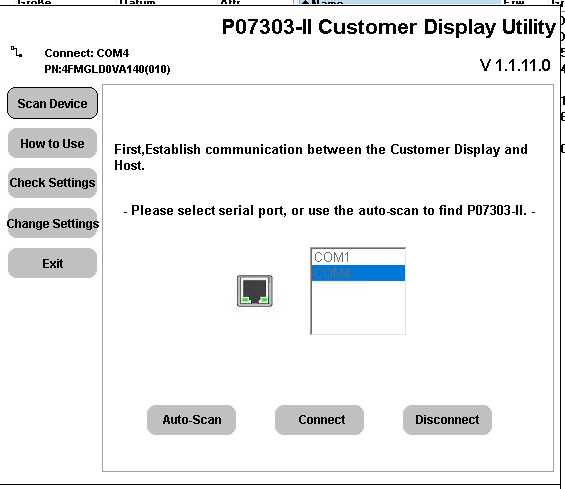 Datum
Name
P07303-II Customer Display Utility
Connect: COM4
PN:4FMGLD0VA140(010)
V 1.1.11.0
Scan Device
How to Use
Check Settings
Change Settings
Exit
First,Establish communication between the Customer Display and
Host.
- Please select serial port, or use the auto-scan to find P07303-II. -
COM1
COM4
Auto-Scan
Connect
Disconnect